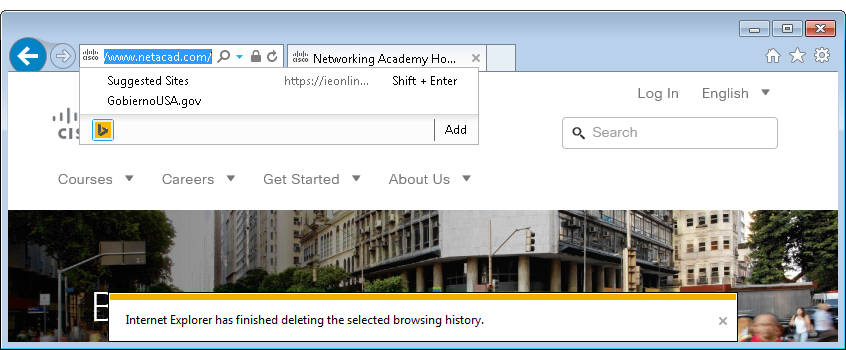 /www.netacad.com/
Networking Academy Ho...
Suggested Sites https://ieonlin... Shift + Enter
GobiernoUSA.gov
Add
Log In English
Search
Courses Careers Get Started About Us
Internet Explorer has finished deleting the selected browsing history.